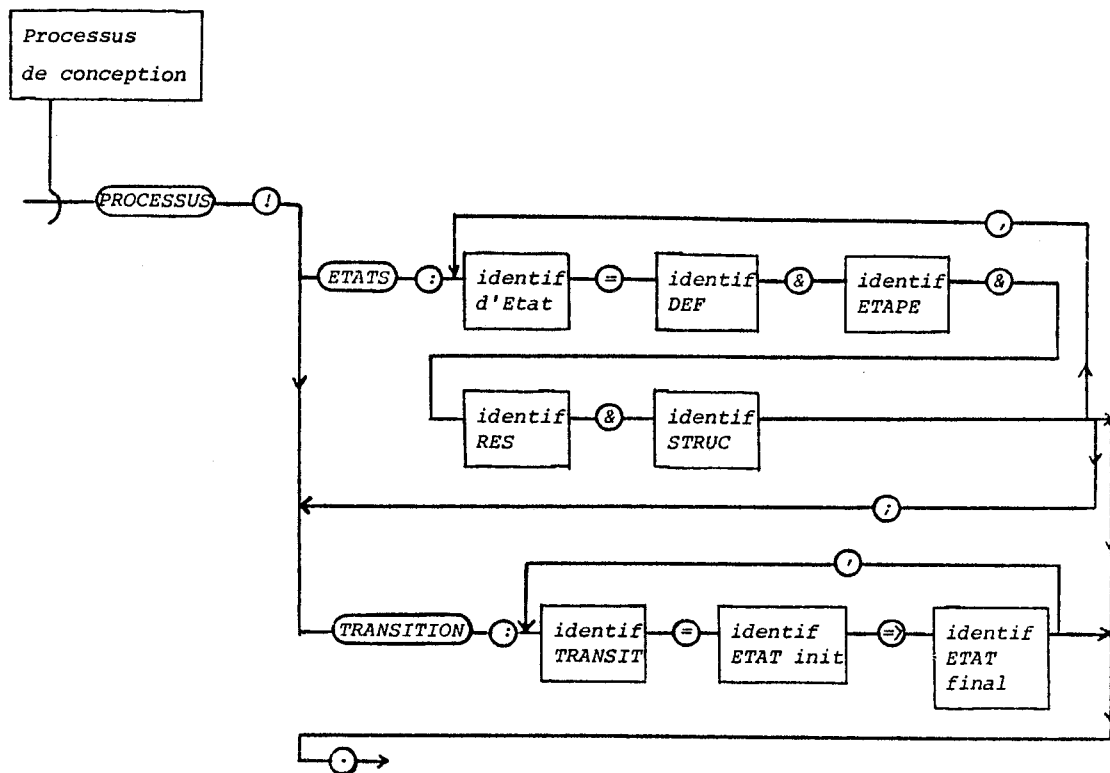 Processus
de conception
PROCESSUS !
,
ETATS : identif d'Etat = identif DEF & identif ETAPE &
identif RES & identif STRUC
;
,
TRANSITION : identif TRANSIT = identif ETAT init => identif ETAT final
.